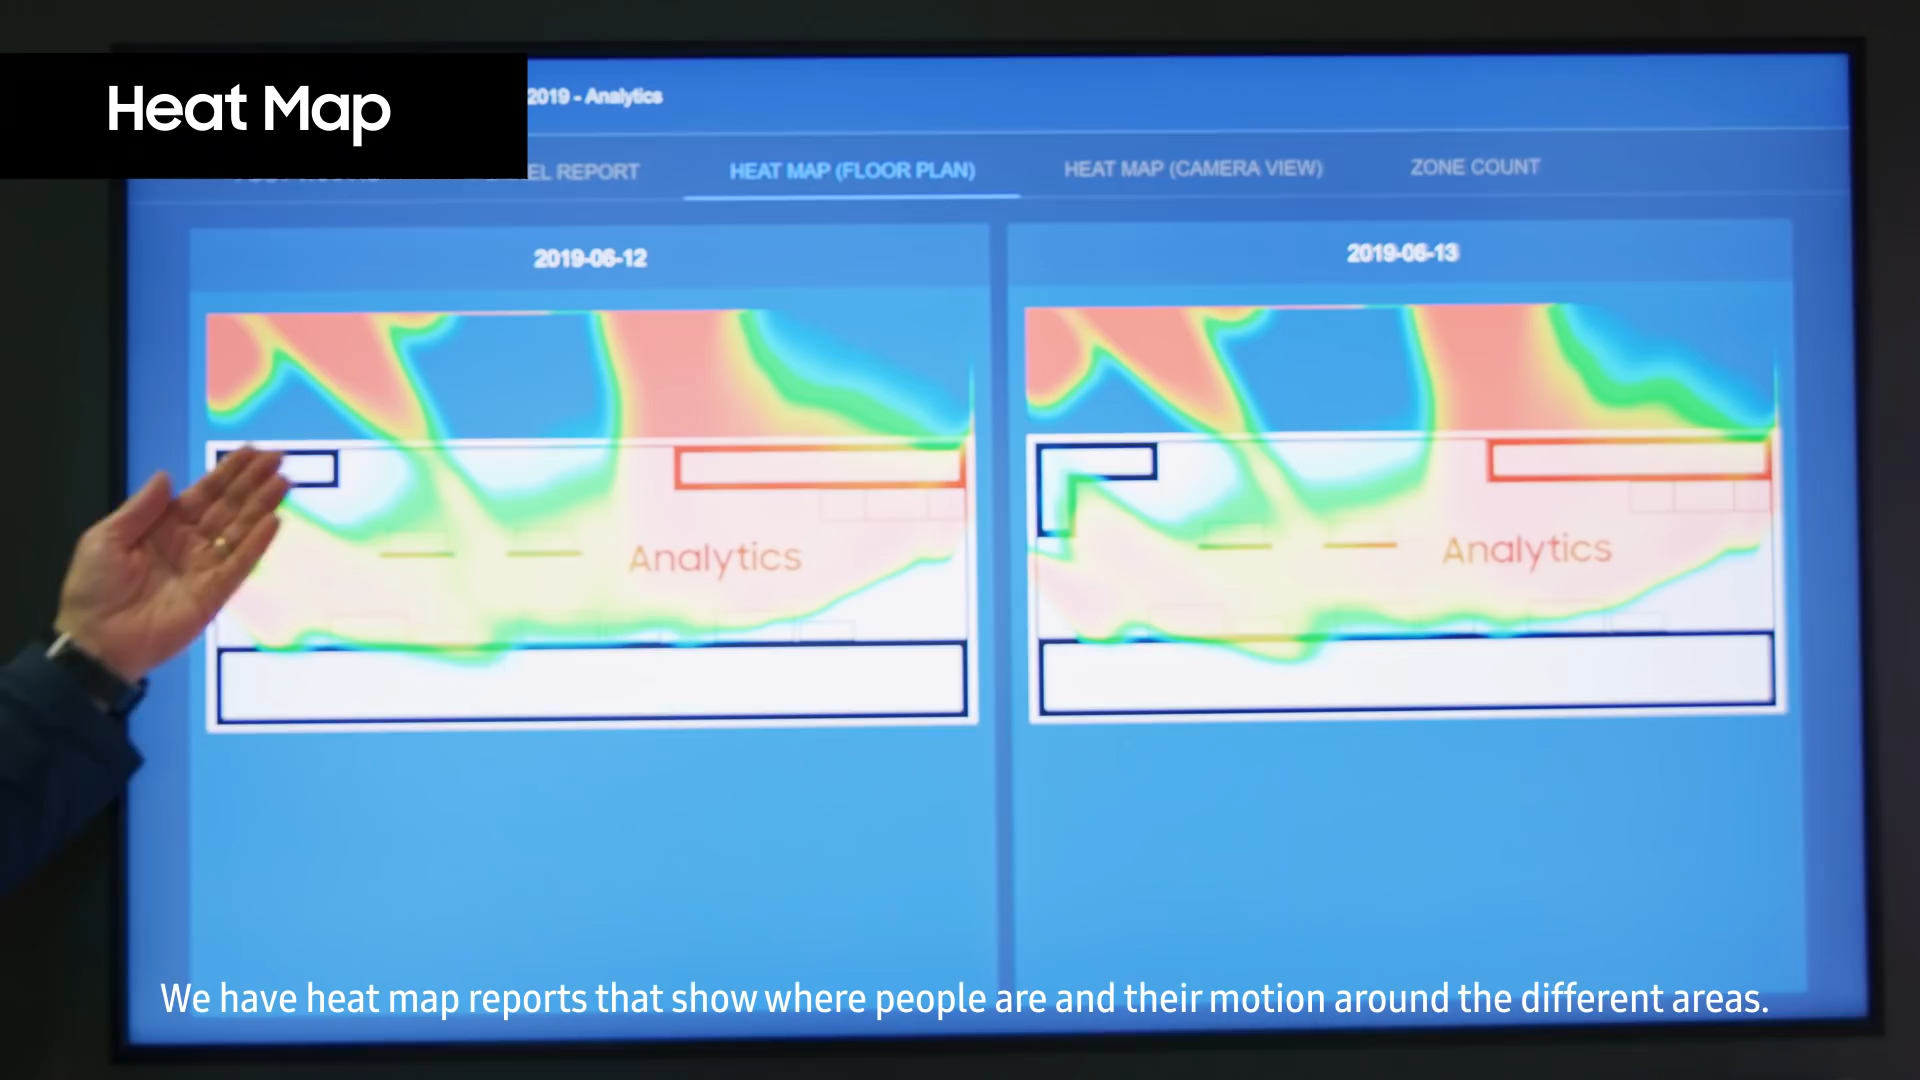 Heat Map
2019 - Analytics
REPORT
HEAT MAP (FLOOR PLAN)
HEAT MAP (CAMERA VIEW)
ZONE COUNT
2019-06-12
2019-06-13
Analytics
Analytics
We have heat map reports that show where people are and their motion around the different areas.